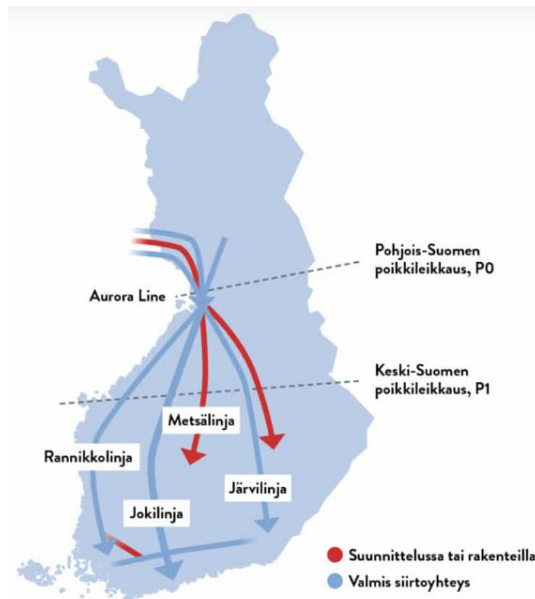 Pohjois-Suomen
poikkileikkaus, P0
Aurora Line
Keski-Suomen
poikkileikkaus, P1
Metsälinja
Rannikkolinja
Järvilinja
Jokilinja
Suunnittelussa tai rakenteilla
Valmis siirtoyhteys